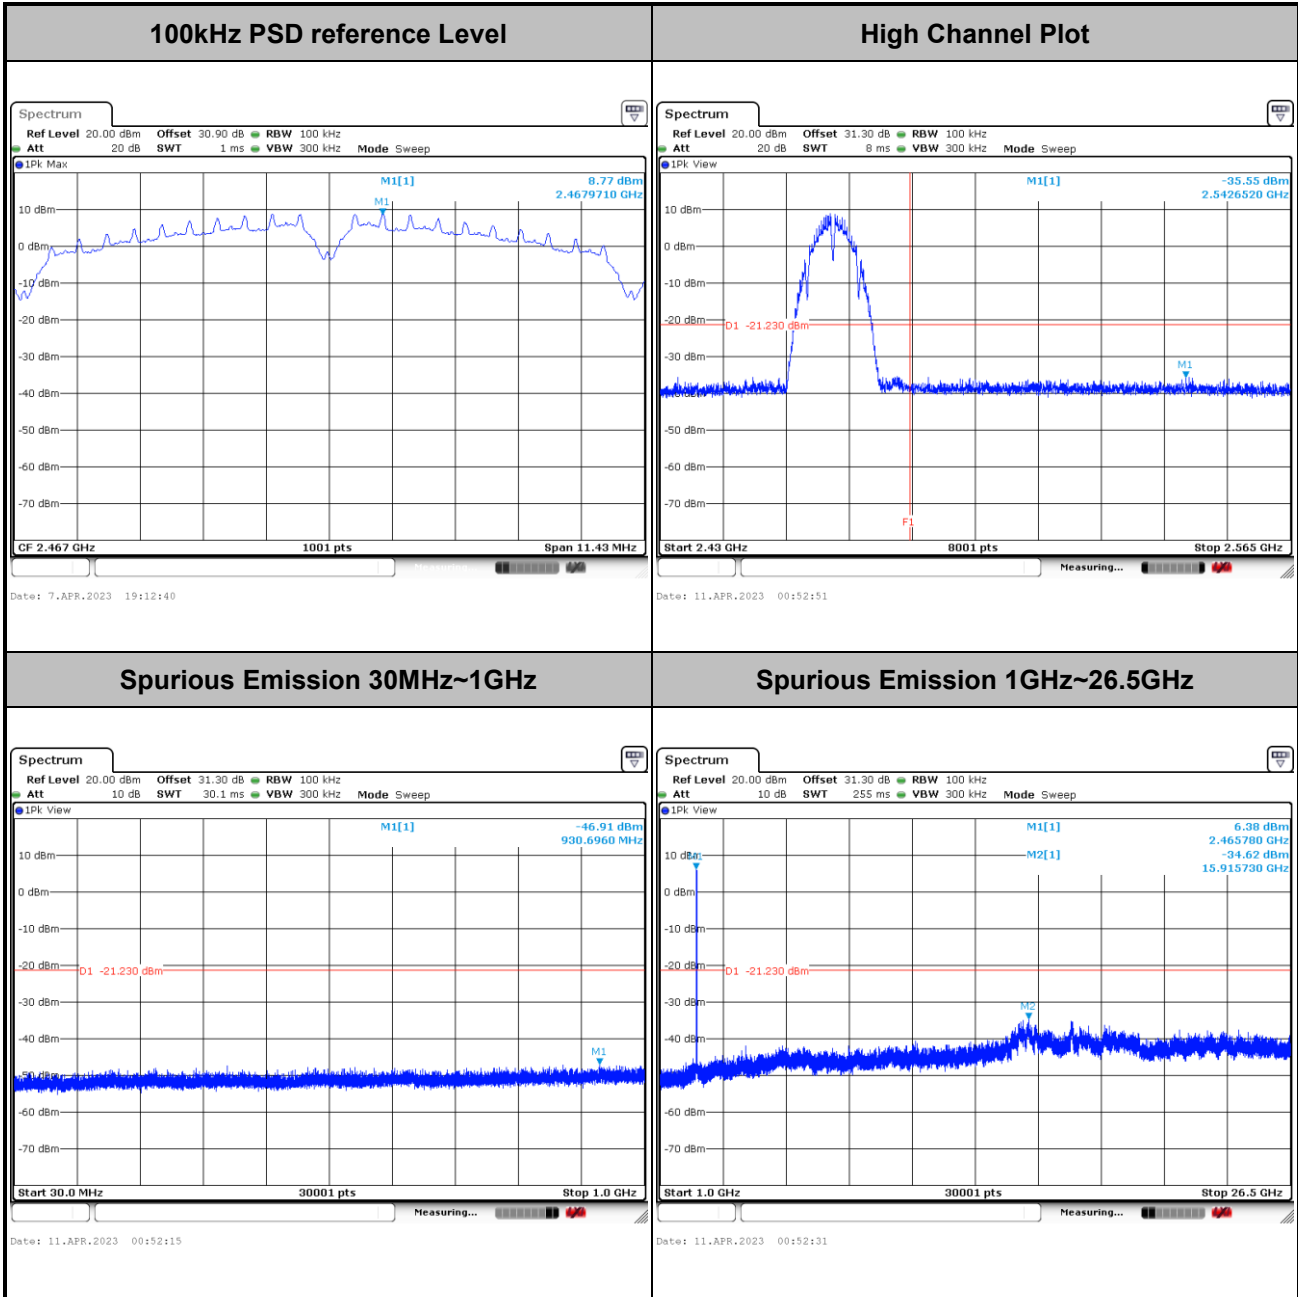 100kHz PSD reference Level
High Channel Plot
Spectrum
Ref Level 20.00 dBm Offset 30.90 dB RBW 100 kHz
Att 20 dB SWT 1 ms VBW 300 kHz Mode Sweep
1Pk Max
M1[1] 8.77 dBm
2.4679710 GHz
M1
10 dBm
0 dBm
-10 dBm
-20 dBm
-30 dBm
-40 dBm
-50 dBm
-60 dBm
-70 dBm
CF 2.467 GHz 1001 pts Span 11.43 MHz
Measuring...
Date: 7.APR.2023 19:12:40
Spectrum
Ref Level 20.00 dBm Offset 31.30 dB RBW 100 kHz
Att 20 dB SWT 8 ms VBW 300 kHz Mode Sweep
1Pk View
M1[1] -35.55 dBm
2.5426520 GHz
10 dBm
0 dBm
-10 dBm
-20 dBm
D1 -21.230 dBm
-30 dBm
M1
-40 dBm
-50 dBm
-60 dBm
-70 dBm
F1
Start 2.43 GHz 8001 pts Stop 2.565 GHz
Measuring...
Date: 11.APR.2023 00:52:51
Spurious Emission 30MHz~1GHz
Spurious Emission 1GHz~26.5GHz
Spectrum
Ref Level 20.00 dBm Offset 31.30 dB RBW 100 kHz
Att 10 dB SWT 30.1 ms VBW 300 kHz Mode Sweep
1Pk View
M1[1] -46.91 dBm
930.6960 MHz
10 dBm
0 dBm
-10 dBm
-20 dBm
D1 -21.230 dBm
-30 dBm
-40 dBm
M1
-50 dBm
-60 dBm
-70 dBm
Start 30.0 MHz 30001 pts Stop 1.0 GHz
Measuring...
Date: 11.APR.2023 00:52:15
Spectrum
Ref Level 20.00 dBm Offset 31.30 dB RBW 100 kHz
Att 10 dB SWT 255 ms VBW 300 kHz Mode Sweep
1Pk View
M1[1] 6.38 dBm
2.465780 GHz
M2[1] -34.62 dBm
15.915730 GHz
10 dBm
M1
0 dBm
-10 dBm
-20 dBm
D1 -21.230 dBm
-30 dBm
M2
-40 dBm
-50 dBm
-60 dBm
-70 dBm
Start 1.0 GHz 30001 pts Stop 26.5 GHz
Measuring...
Date: 11.APR.2023 00:52:31